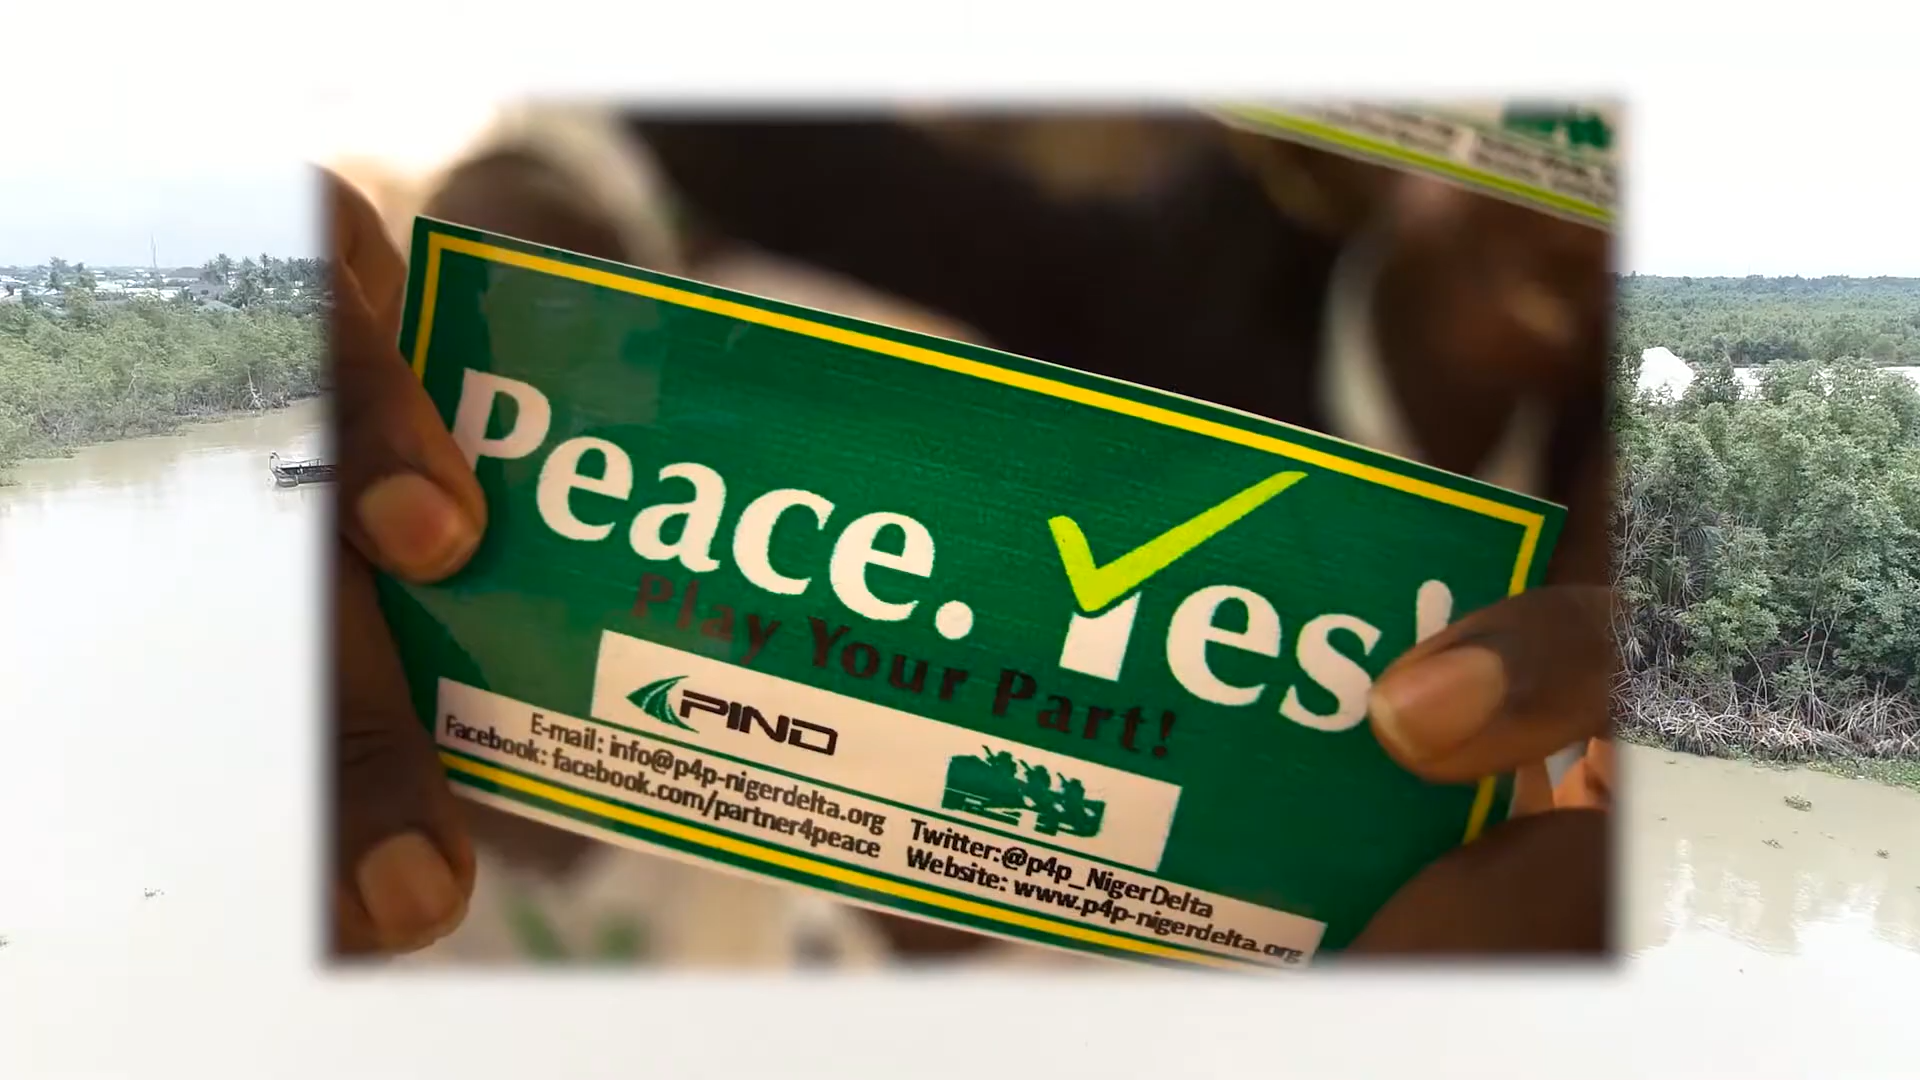 Peace. Yes!
Play Your Part!
PIND
P4P
E-mail: info@p4p-nigerdelta.org
Facebook: facebook.com/partner4peace
Twitter:@p4p_NigerDelta
Website: www.p4p-nigerdelta.org